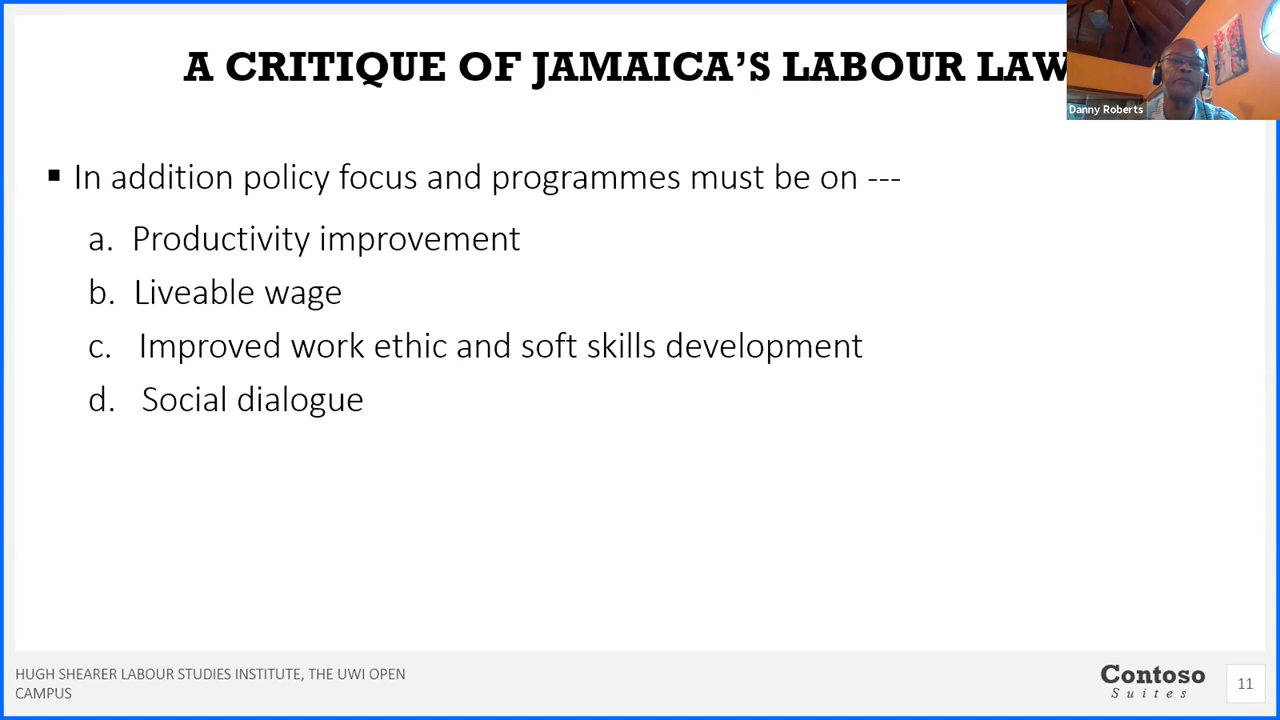 A CRITIQUE OF JAMAICA'S LABOUR LAW
Danny Roberts
▪ In addition policy focus and programmes must be on ---
a. Productivity improvement
b. Liveable wage
c. Improved work ethic and soft skills development
d. Social dialogue
HUGH SHEARER LABOUR STUDIES INSTITUTE, THE UWI OPEN
CAMPUS
Contoso
Suites
11